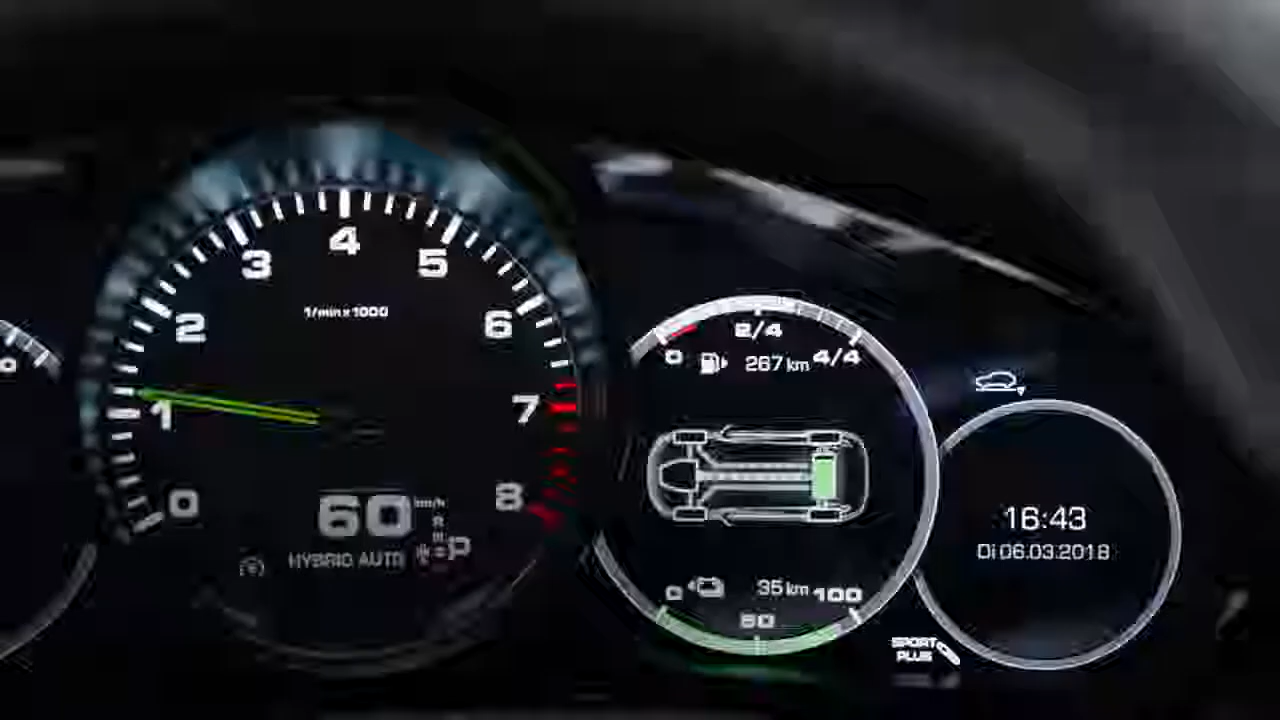 4
3
5
2
6
1/min x 1000
1
7
0
8
60 km/h
HYBRID AUTO
P
2/4
0
4/4
267 km
35 km
0
100
16:43
Di 06.03.2018
SPORT
PLUS